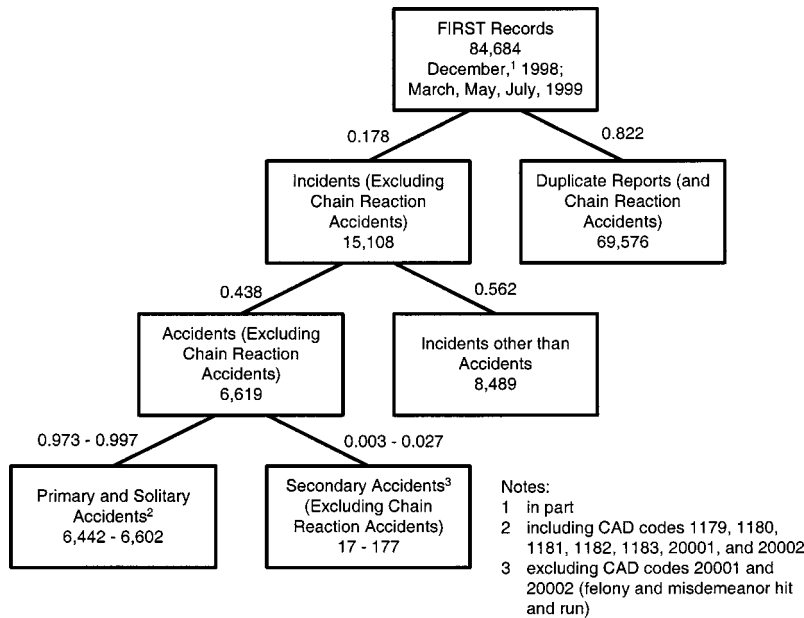 FIRST Records
84,684
December,¹ 1998;
March, May, July, 1999
0.178
0.822
Incidents (Excluding
Chain Reaction
Accidents)
15,108
Duplicate Reports (and
Chain Reaction
Accidents)
69,576
0.438
0.562
Accidents (Excluding
Chain Reaction
Accidents)
6,619
Incidents other than
Accidents
8,489
0.973 - 0.997
0.003 - 0.027
Primary and Solitary
Accidents²
6,442 - 6,602
Secondary Accidents³
(Excluding Chain
Reaction Accidents)
17 - 177
Notes:
1 in part
2 including CAD codes 1179, 1180,
1181, 1182, 1183, 20001, and 20002
3 excluding CAD codes 20001 and
20002 (felony and misdemeanor hit
and run)